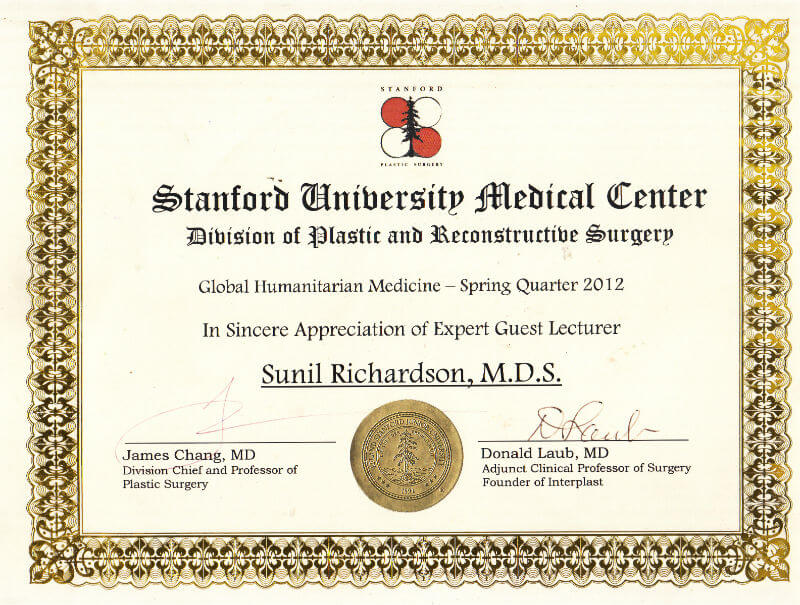 STANFORD
PLASTIC SURGERY
Stanford University Medical Center
Division of Plastic and Reconstructive Surgery
Global Humanitarian Medicine – Spring Quarter 2012
In Sincere Appreciation of Expert Guest Lecturer
Sunil Richardson, M.D.S.
D Laub
James Chang, MD
Division Chief and Professor of
Plastic Surgery
1891
Donald Laub, MD
Adjunct Clinical Professor of Surgery
Founder of Interplast